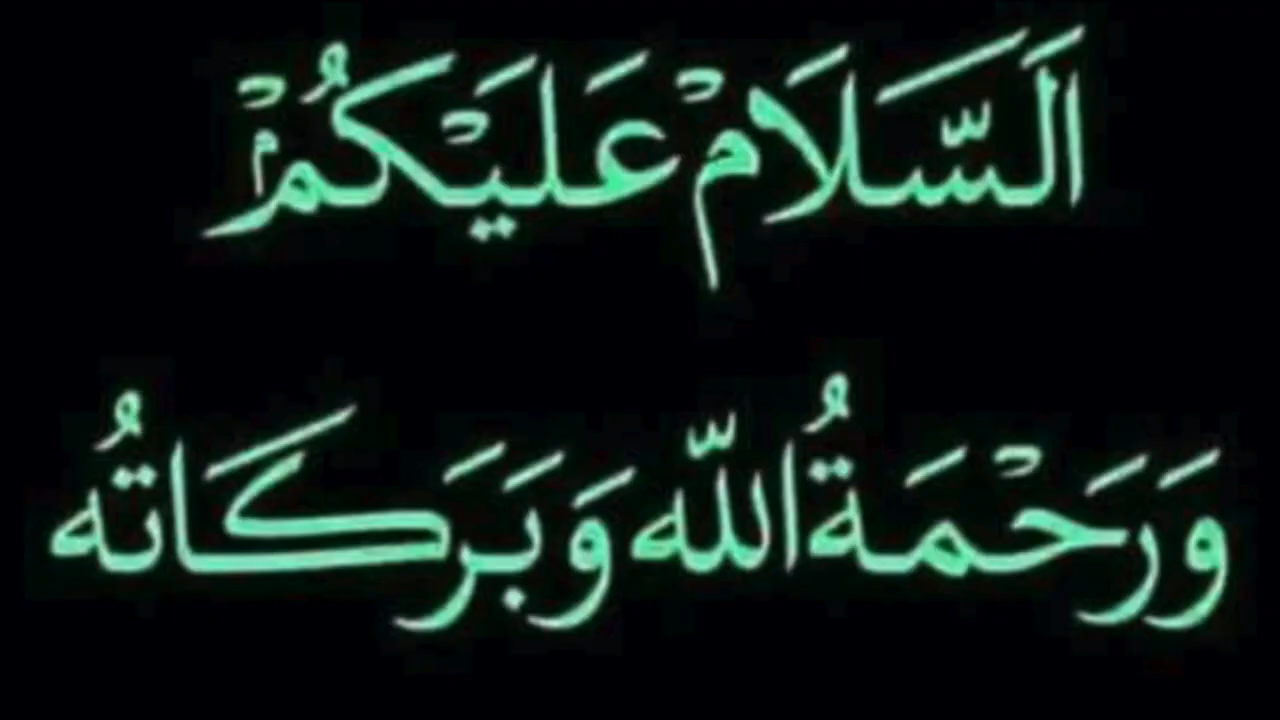 اَلسَّلَامْ عَلَيْكُمْ
وَرَحْمَةُ اللّه وَبَرَكَاتُه